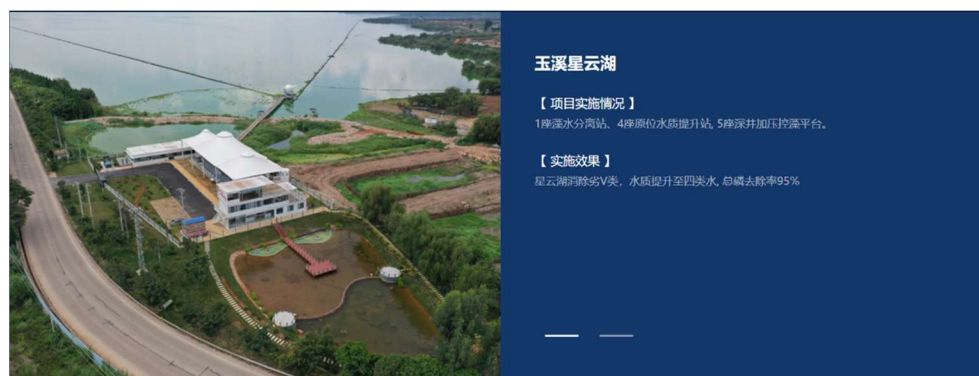 玉溪星云湖
【 项目实施情况 】
1座藻水分离站、4座原位水质提升站, 5座深井加压控藻平台。
【 实施效果 】
星云湖消除劣V类，水质提升至四类水, 总磷去除率95%